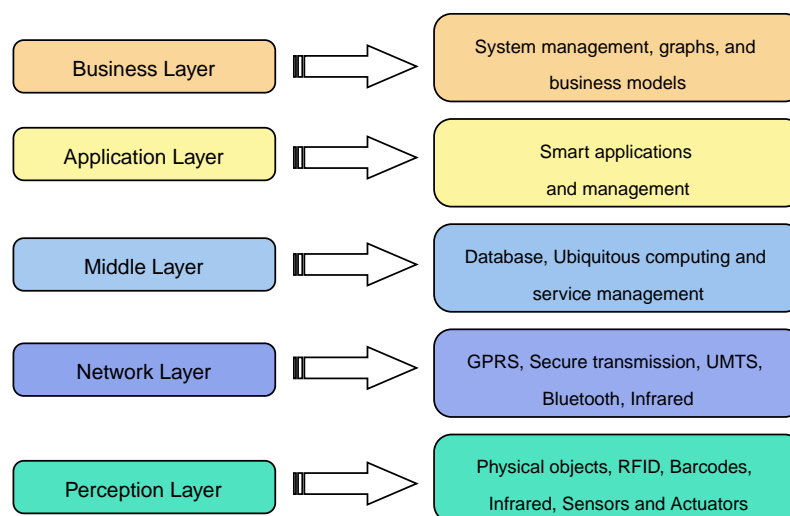 Business Layer
System management, graphs, and
business models
Application Layer
Smart applications
and management
Middle Layer
Database, Ubiquitous computing and
service management
Network Layer
GPRS, Secure transmission, UMTS,
Bluetooth, Infrared
Perception Layer
Physical objects, RFID, Barcodes,
Infrared, Sensors and Actuators